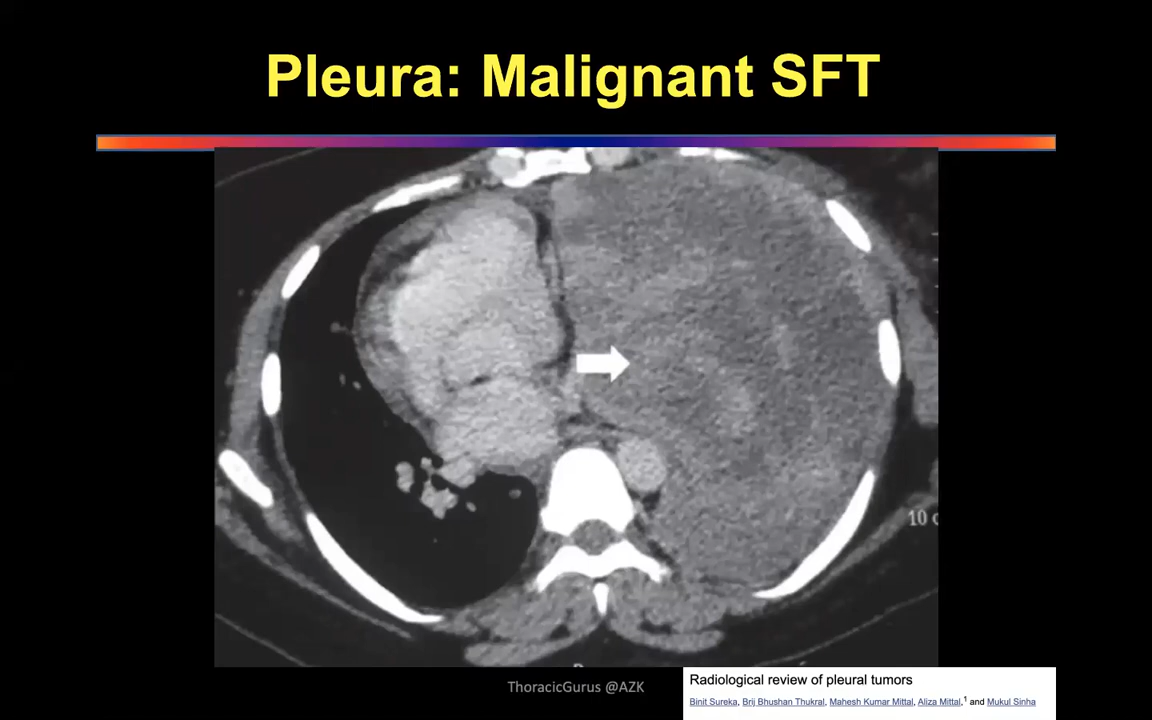 Pleura: Malignant SFT
10 c
ThoracicGurus @AZK
Radiological review of pleural tumors
Binit Sureka, Brij Bhushan Thukral, Mahesh Kumar Mittal, Aliza Mittal,1 and Mukul Sinha